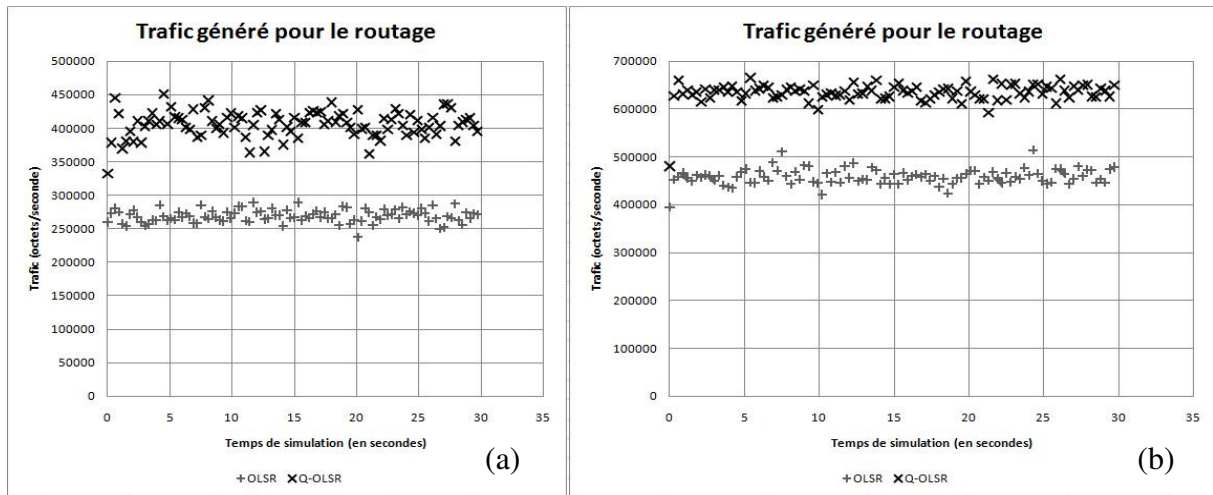 Trafic généré pour le routage
Trafic (octets/seconde)
500000
450000
400000
350000
300000
250000
200000
150000
100000
50000
0
0 5 10 15 20 25 30 35
Temps de simulation (en secondes)
+OLSR ×Q-OLSR
(a)
Trafic généré pour le routage
Trafic (octets/seconde)
700000
600000
500000
400000
300000
200000
100000
0
0 5 10 15 20 25 30 35
Temps de simulation (en secondes)
+OLSR ×Q-OLSR
(b)